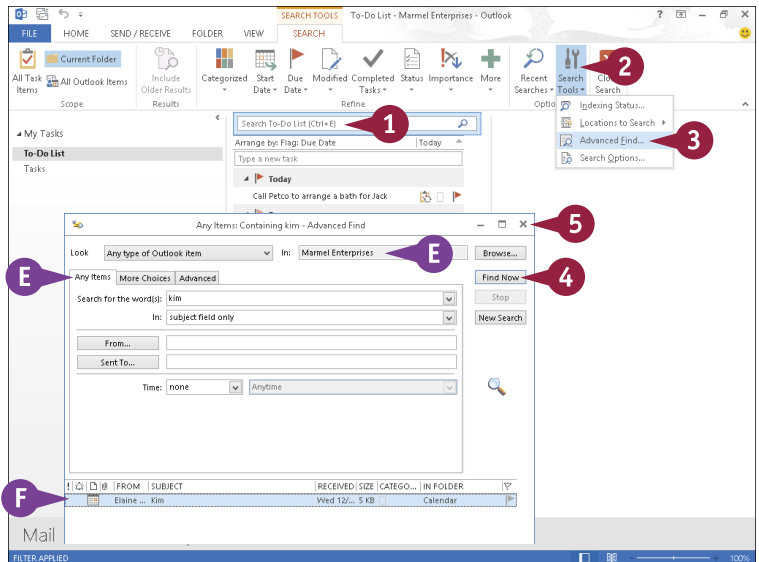 SEARCH TOOLS To-Do List - Marmel Enterprises - Outlook ?
FILE HOME SEND / RECEIVE FOLDER VIEW SEARCH
Current Folder
All Outlook Items
All Task Items
Include Older Results
Categorized Start Date Due Date Modified Completed Tasks Status Importance More
Recent Searches Search Tools
Search
Scope Results Refine
2
Indexing Status...
Locations to Search
Advanced Find...
Search Options...
3
My Tasks
To-Do List
Tasks
Search To-Do List (Ctrl+E)
1
Arrange by: Flag: Due Date Today
Type a new task
Today
Call Petco to arrange a bath for Jack
Any Items: Containing kim - Advanced Find
5
Look Any type of Outlook item In: Marmel Enterprises Browse...
E
E
Any Items More Choices Advanced Find Now
4
Search for the word(s): kim Stop
In: subject field only New Search
From...
Sent To...
Time: none Anytime
! FROM SUBJECT RECEIVED SIZE CATEGO... IN FOLDER
F
Elaine ... Kim Wed 12/... 5 KB Calendar
Mail
FILTER APPLIED 100%